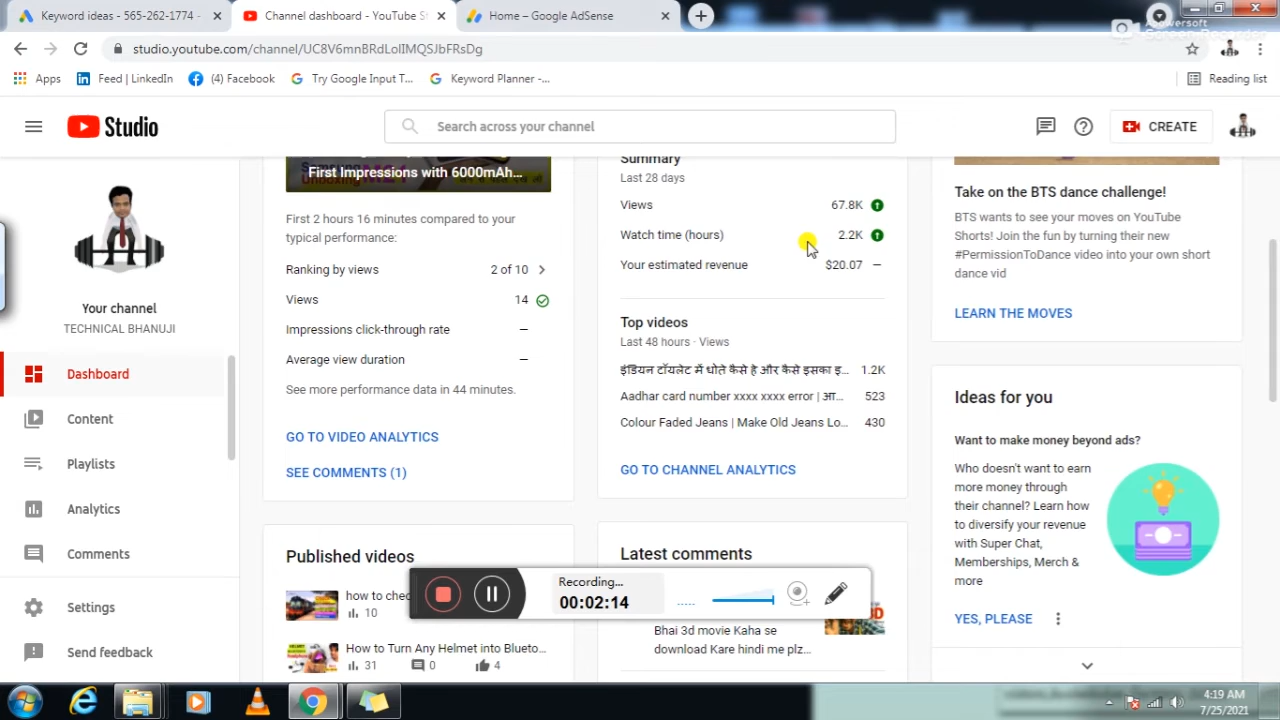 Keyword ideas - 565-262-1774 -
Channel dashboard - YouTube St
Home – Google AdSense
studio.youtube.com/channel/UC8V6mnBRdLolIMQSJbFRsDg
Apowersoft
Screen Recorder
Apps
Feed | LinkedIn
(4) Facebook
Try Google Input T...
Keyword Planner -...
Reading list
Studio
Search across your channel
CREATE
Your channel
TECHNICAL BHANUJI
Dashboard
Content
Playlists
Analytics
Comments
Settings
Send feedback
First Impressions with 6000mAh...
First 2 hours 16 minutes compared to your
typical performance:
Ranking by views 2 of 10
Views 14
Impressions click-through rate –
Average view duration –
See more performance data in 44 minutes.
GO TO VIDEO ANALYTICS
SEE COMMENTS (1)
Published videos
how to chec
10
How to Turn Any Helmet into Blueto...
31 0 4
Summary
Last 28 days
Views 67.8K
Watch time (hours) 2.2K
Your estimated revenue $20.07 –
Top videos
Last 48 hours · Views
इंडियन टॉयलेट में धोते कैसे है और कैसे इसका इ... 1.2K
Aadhar card number xxxx xxxx error | आ... 523
Colour Faded Jeans | Make Old Jeans Lo... 430
GO TO CHANNEL ANALYTICS
Latest comments
Bhai 3d movie Kaha se
download Kare hindi me plz...
Recording...
00:02:14
Take on the BTS dance challenge!
BTS wants to see your moves on YouTube
Shorts! Join the fun by turning their new
#PermissionToDance video into your own short
dance vid
LEARN THE MOVES
Ideas for you
Want to make money beyond ads?
Who doesn't want to earn
more money through
their channel? Learn how
to diversify your revenue
with Super Chat,
Memberships, Merch &
more
YES, PLEASE
4:19 AM
7/25/2021